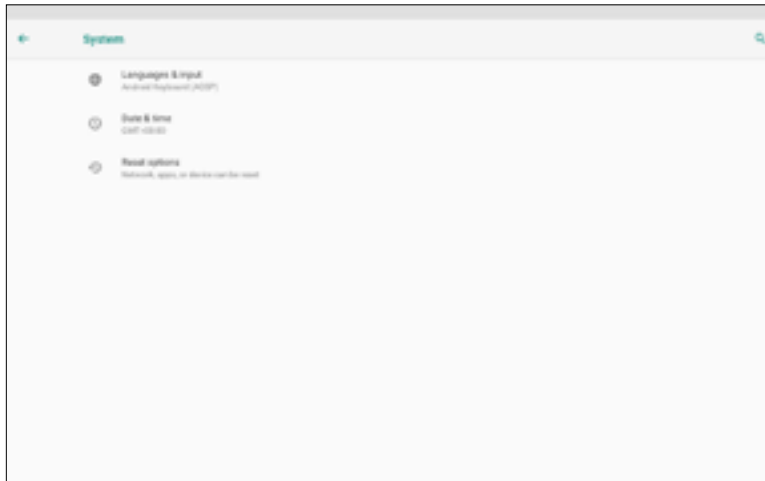 System
Languages & input
Android Keyboard (AOSP)
Date & time
Reset options
Network, apps, or device can be reset